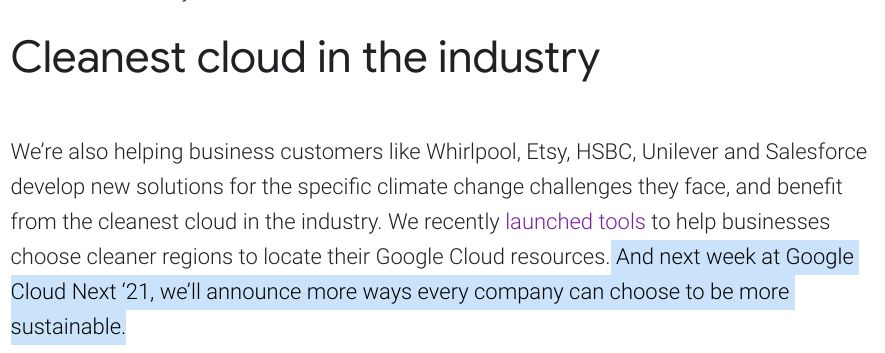 Cleanest cloud in the industry
We’re also helping business customers like Whirlpool, Etsy, HSBC, Unilever and Salesforce
develop new solutions for the specific climate change challenges they face, and benefit
from the cleanest cloud in the industry. We recently launched tools to help businesses
choose cleaner regions to locate their Google Cloud resources. And next week at Google
Cloud Next ‘21, we’ll announce more ways every company can choose to be more
sustainable.